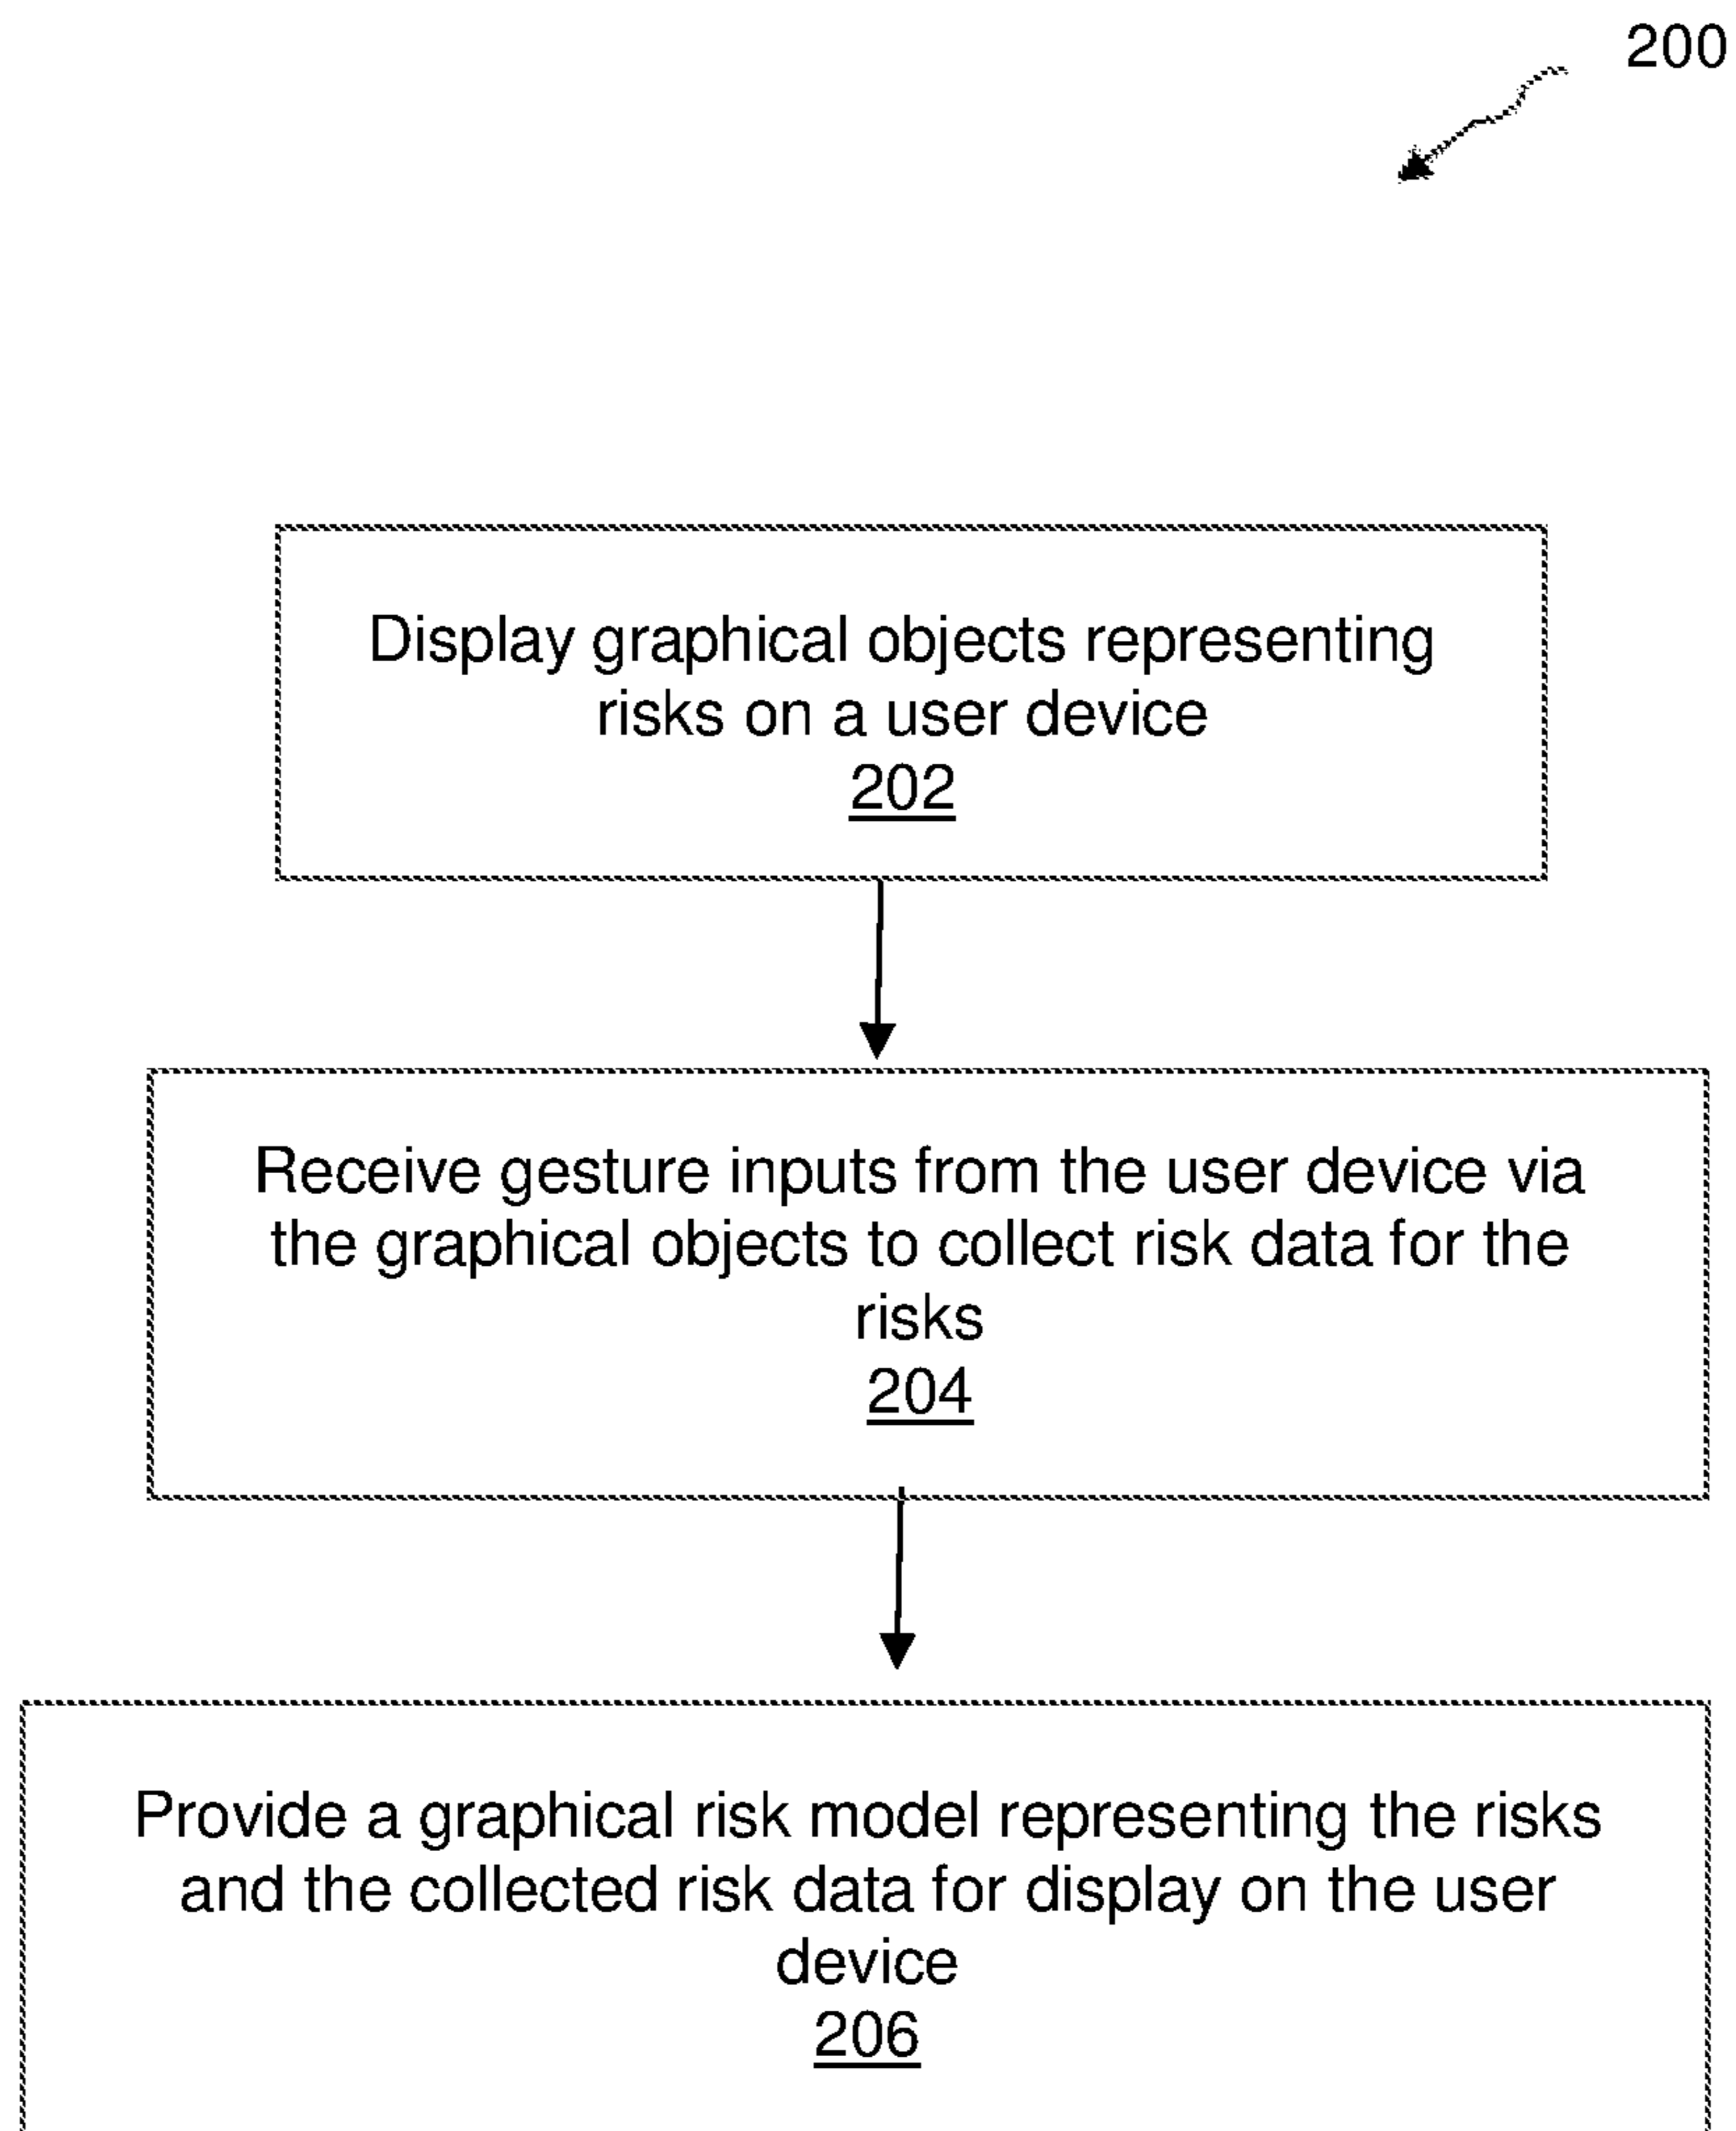 200
Display graphical objects representing
risks on a user device
202
Receive gesture inputs from the user device via
the graphical objects to collect risk data for the
risks
204
Provide a graphical risk model representing the risks
and the collected risk data for display on the user
device
206